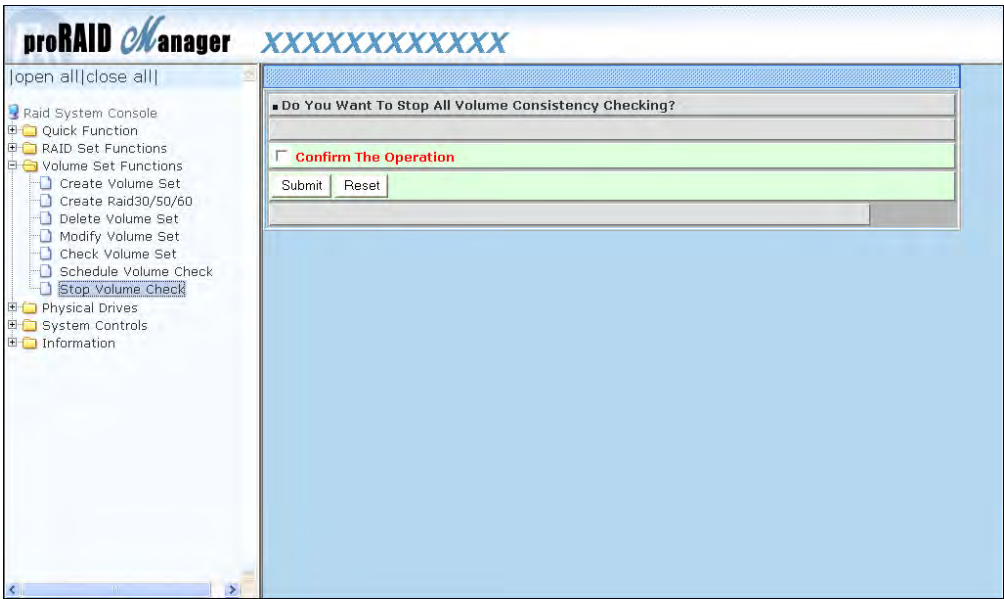 proRAID Manager XXXXXXXXXXXX
|open all|close all|
Raid System Console
Quick Function
RAID Set Functions
Volume Set Functions
Create Volume Set
Create Raid30/50/60
Delete Volume Set
Modify Volume Set
Check Volume Set
Schedule Volume Check
Stop Volume Check
Physical Drives
System Controls
Information
Do You Want To Stop All Volume Consistency Checking?
Confirm The Operation
Submit Reset